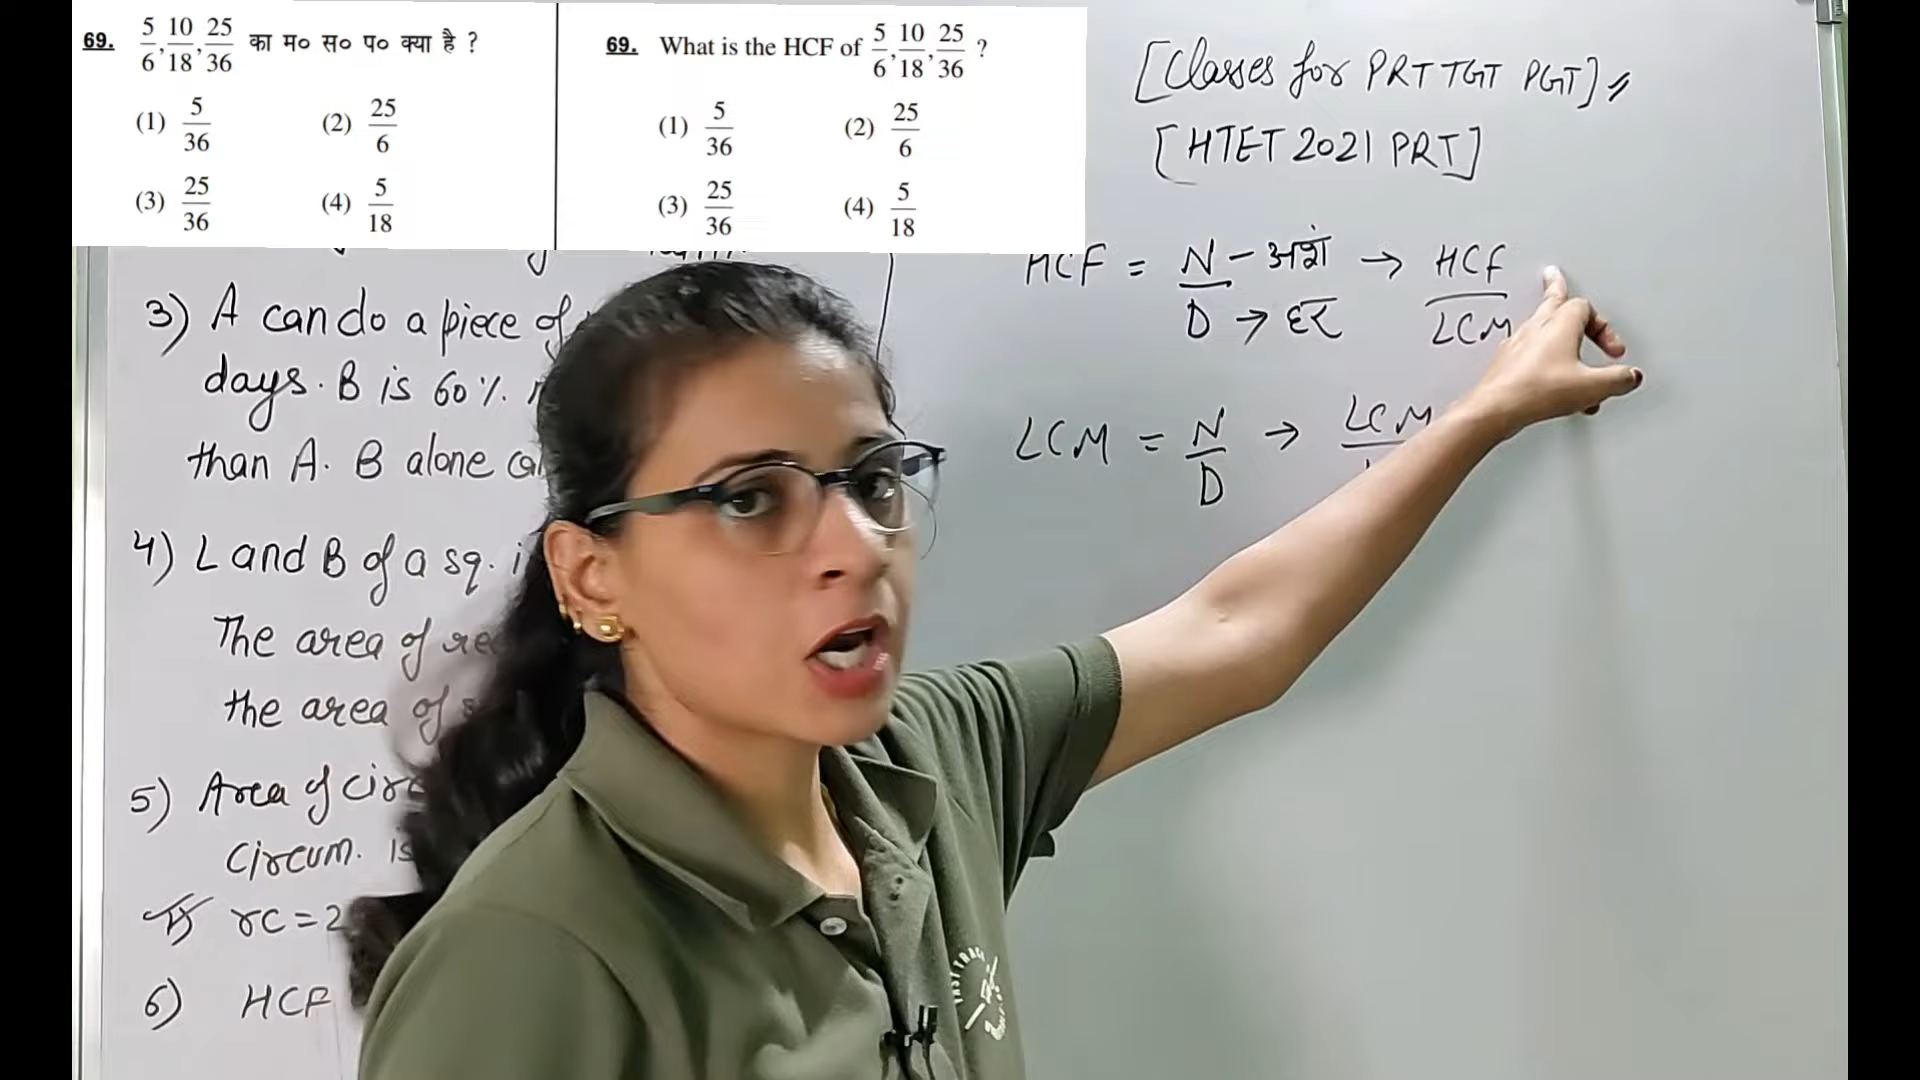 69. 5/6, 10/18, 25/36 का म० स० प० क्या है ?
(1) 5/36 (2) 25/6
(3) 25/36 (4) 5/18
69. What is the HCF of 5/6, 10/18, 25/36 ?
(1) 5/36 (2) 25/6
(3) 25/36 (4) 5/18
[Classes for PRT TGT PGT]
[HTET 2021 PRT]
HCF = N - अशं → HCF
D → हर LCM
LCM = N/D → LCM
3) A can do a piece of
days. B is 60%.
than A. B alone
4) L and B of a sq.
The area of
the area of
5) Area of
Circum. is
rc = 2
6) HCF